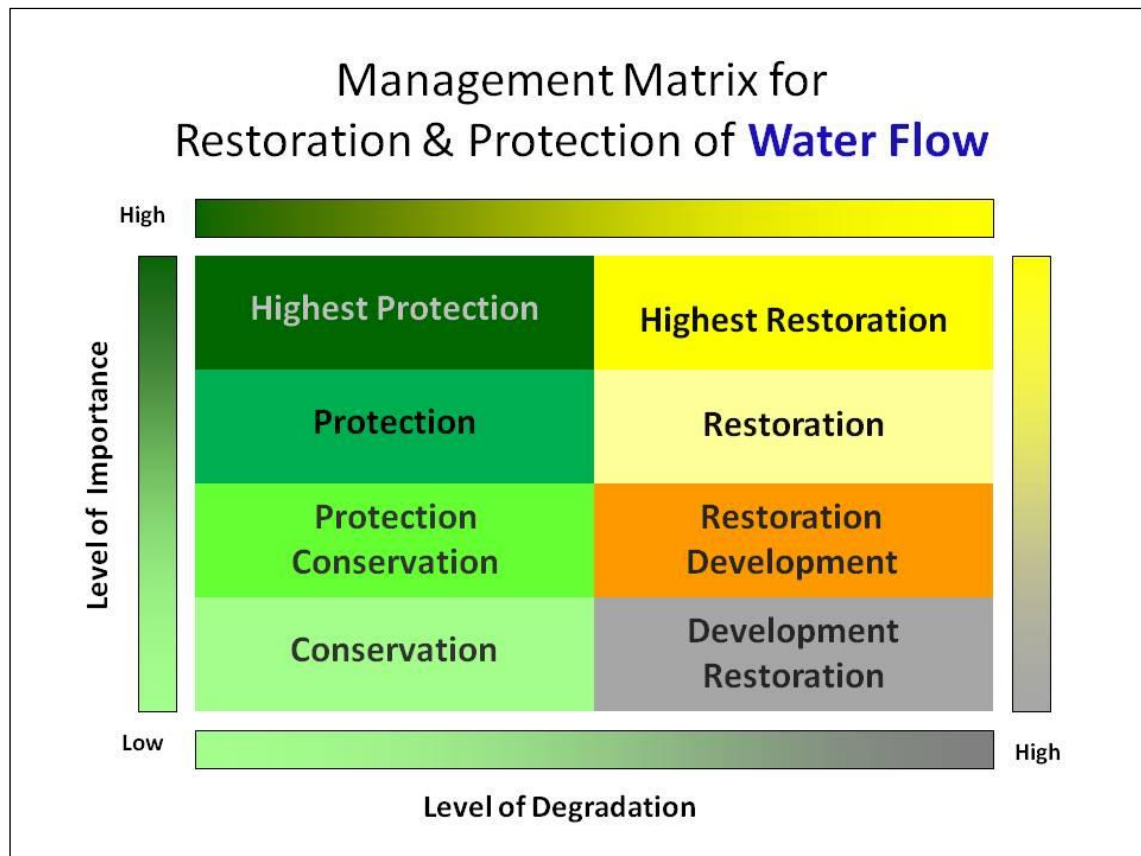 Management Matrix for
Restoration & Protection of Water Flow
High
Highest Protection
Highest Restoration
Protection
Restoration
Protection
Conservation
Restoration
Development
Conservation
Development
Restoration
Level of Importance
Low
High
Level of Degradation